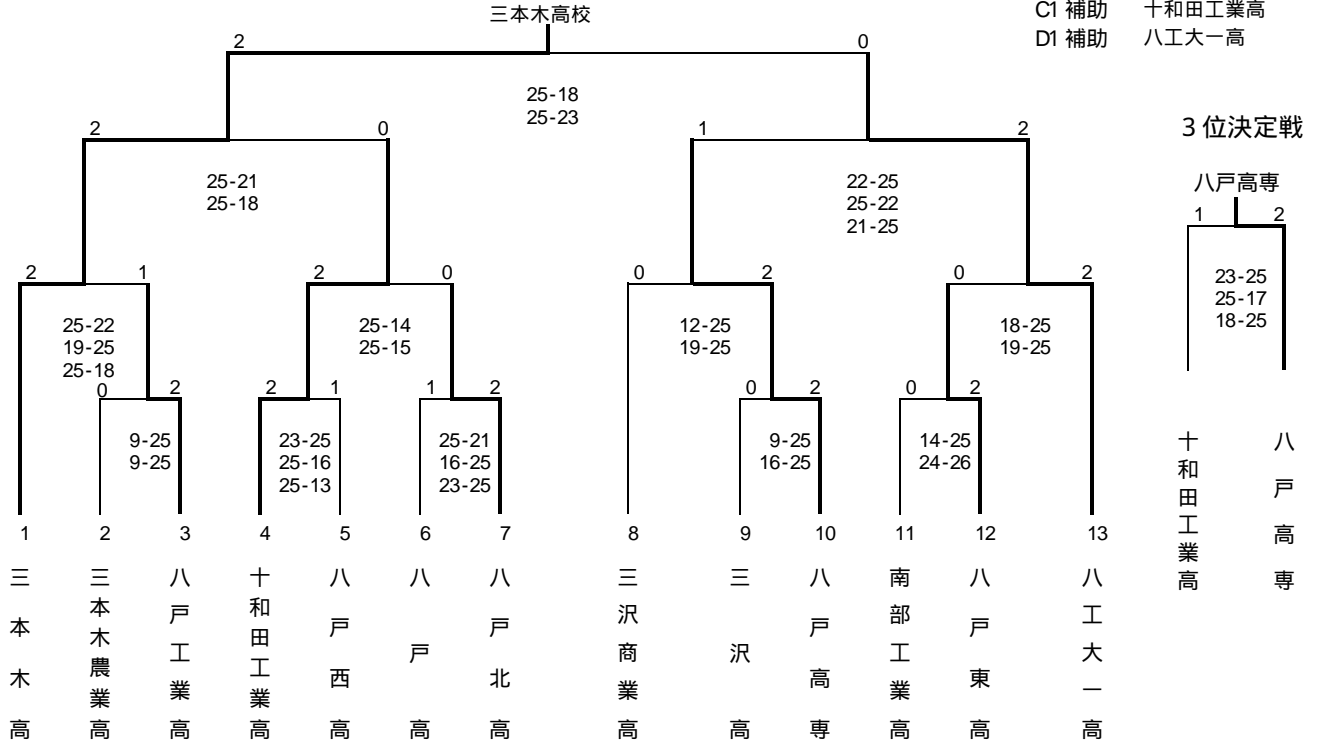 三本木高校
C1 補助 十和田工業高
D1 補助 八工大一高
2 0
25-18
25-23
2 0 1 2
3 位決定戦
25-21
25-18
22-25
25-22
21-25
八戸高専
1 2
23-25
25-17
18-25
十和田工業高
八戸高専
2 1 2 0 0 2 0 2
25-22
19-25
25-18
25-14
25-15
12-25
19-25
18-25
19-25
0 2 2 1 1 2 0 2 0 2
9-25
9-25
23-25
25-16
25-13
25-21
16-25
23-25
9-25
16-25
14-25
24-26
1 2 3 4 5 6 7 8 9 10 11 12 13
三本木高
三本木農業高
八戸工業高
十和田工業高
八戸西高
八戸高
八戸北高
三沢商業高
三沢高
八戸高専
南部工業高
八戸東高
八工大一高